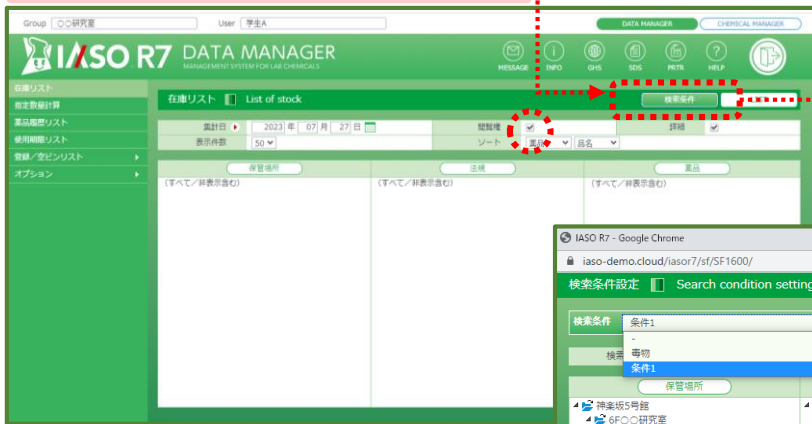 Group ○○研究室 User 学生A DATA MANAGER CHEMICAL MANAGER
IASO R7 DATA MANAGER
MANAGEMENT SYSTEM FOR LAB CHEMICALS
MESSAGE INFO GHS SDS PRTR HELP
在庫リスト
指定数量計算
薬品履歴リスト
使用期限リスト
登録/空ビンリスト
オプション
在庫リスト List of stock 検索条件
集計日 2023 年 07 月 27 日 閲覧権 詳細
表示件数 50 ソート 薬品 品名
保管場所 法規 薬品
(すべて/非表示含む) (すべて/非表示含む) (すべて/非表示含む)
IASO R7 - Google Chrome
iaso-demo.cloud/iasor7/sf/SF1600/
検索条件設定 Search condition setting
検索条件 条件1
-
毒物
条件1
検索
保管場所
神楽坂5号館
6F○○研究室